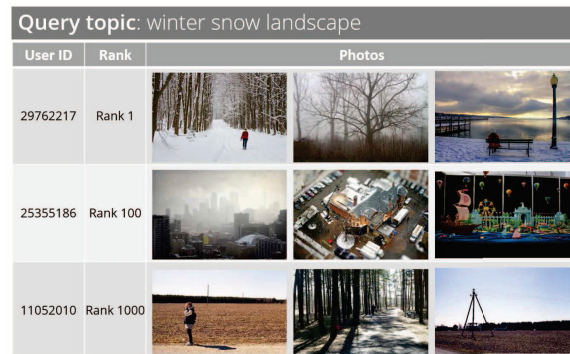 Query topic: winter snow landscape
User ID Rank Photos
29762217 Rank 1
25355186 Rank 100
11052010 Rank 1000